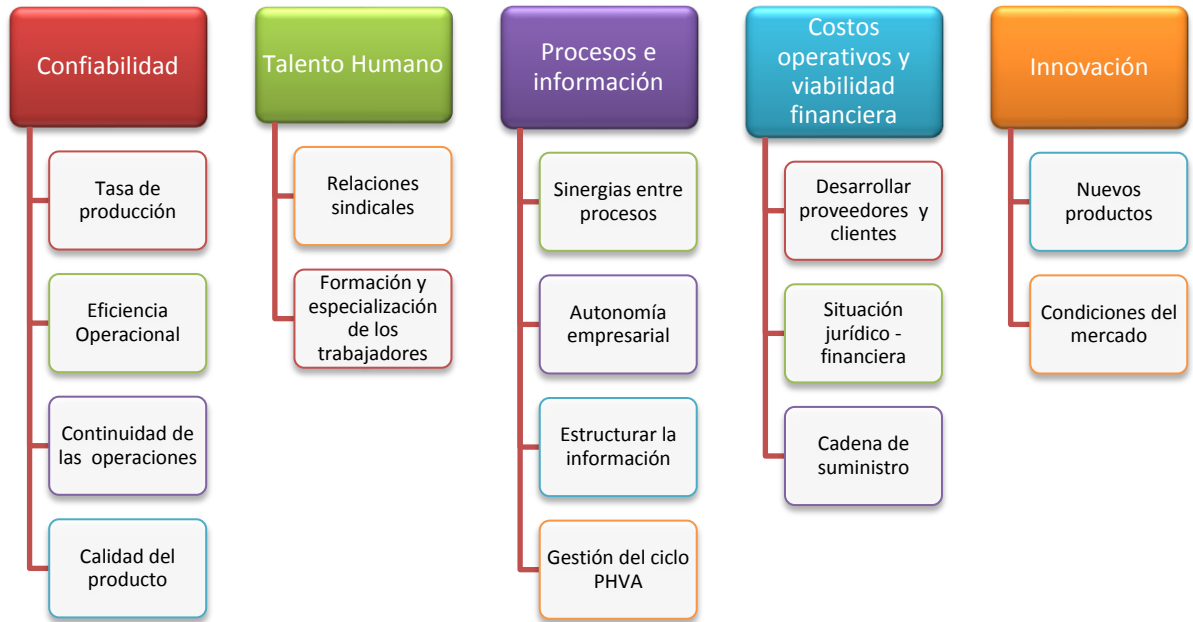 Confiabilidad
Tasa de
producción
Eficiencia
Operacional
Continuidad de
las operaciones
Calidad del
producto
Talento Humano
Relaciones
sindicales
Formación y
especialización
de los
trabajadores
Procesos e
información
Sinergias entre
procesos
Autonomía
empresarial
Estructurar la
información
Gestión del ciclo
PHVA
Costos
operativos y
viabilidad
financiera
Desarrollar
proveedores y
clientes
Situación
jurídico -
financiera
Cadena de
suministro
Innovación
Nuevos
productos
Condiciones del
mercado